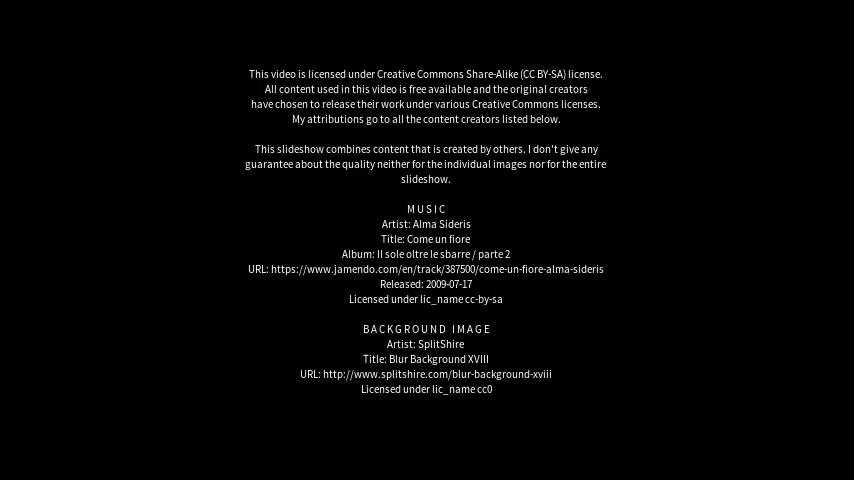 This video is licensed under Creative Commons Share-Alike (CC BY-SA) license.
All content used in this video is free available and the original creators
have chosen to release their work under various Creative Commons licenses.
My attributions go to all the content creators listed below.
This slideshow combines content that is created by others. I don't give any
guarantee about the quality neither for the individual images nor for the entire
slideshow.
MUSIC
Artist: Alma Sideris
Title: Come un fiore
Album: Il sole oltre le sbarre / parte 2
URL: https://www.jamendo.com/en/track/387500/come-un-fiore-alma-sideris
Released: 2009-07-17
Licensed under lic_name cc-by-sa
BACKGROUND IMAGE
Artist: SplitShire
Title: Blur Background XVIII
URL: http://www.splitshire.com/blur-background-xviii
Licensed under lic_name cc0